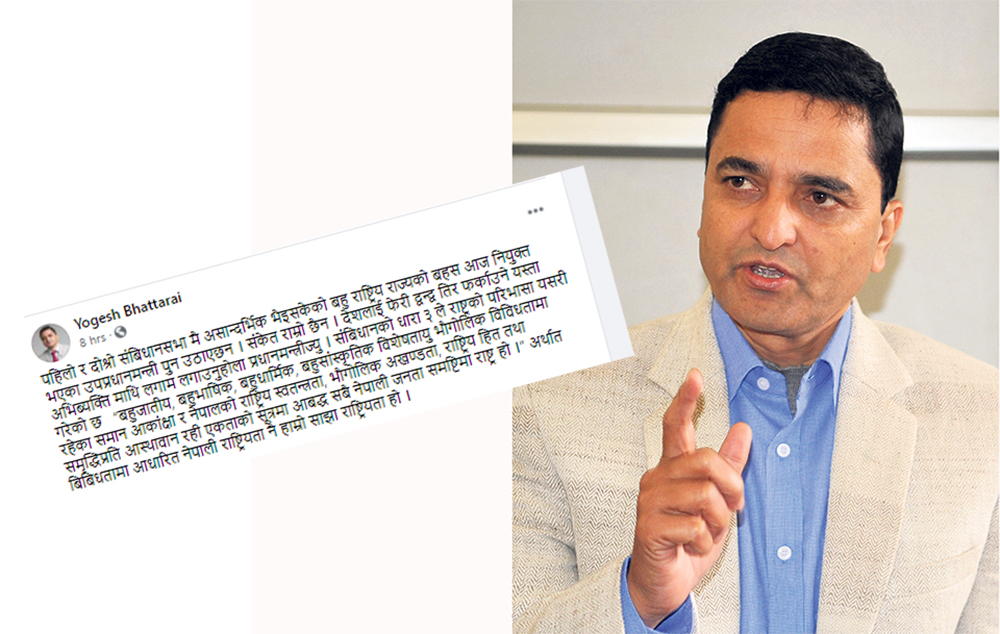 Yogesh Bhattarai
8 hrs ·
पहिलो र दोश्रो संबिधानसभा मै असान्दर्भिक भैइसकेको बहु राष्ट्रिय राज्यको बहस आज नियुक्त
भएका उपप्रधानमन्त्री पुन उठाएछन । संकेत राम्रो छैन । देशलाई फेरी द्वन्द्व तिर फर्काउने यस्ता
अभिब्यक्ति माथि लगाम लगाउनुहोला प्रधानमन्त्रीज्यु । संबिधानको धारा ३ ले राष्ट्रको परिभासा यसरी
गरेको छ "बहुजातीय, बहुभाषिक, बहुधार्मिक, बहुसांस्कृतिक विशेषतायु भौगोलिक विविधतामा
रहेका समान आकांक्षा र नेपालको राष्ट्रिय स्वतन्त्रता, भौगोलिक अखण्डता, राष्ट्रिय हित तथा
समृद्धिप्रति आस्थावान रही एकताको सूत्रमा आबद्ध सबै नेपाली जनता समष्टिमा राष्ट्र हो ।" अर्थात
बिबिधतामा आधारित नेपाली राष्ट्रियता नै हाम्रो साझा राष्ट्रियता हो ।